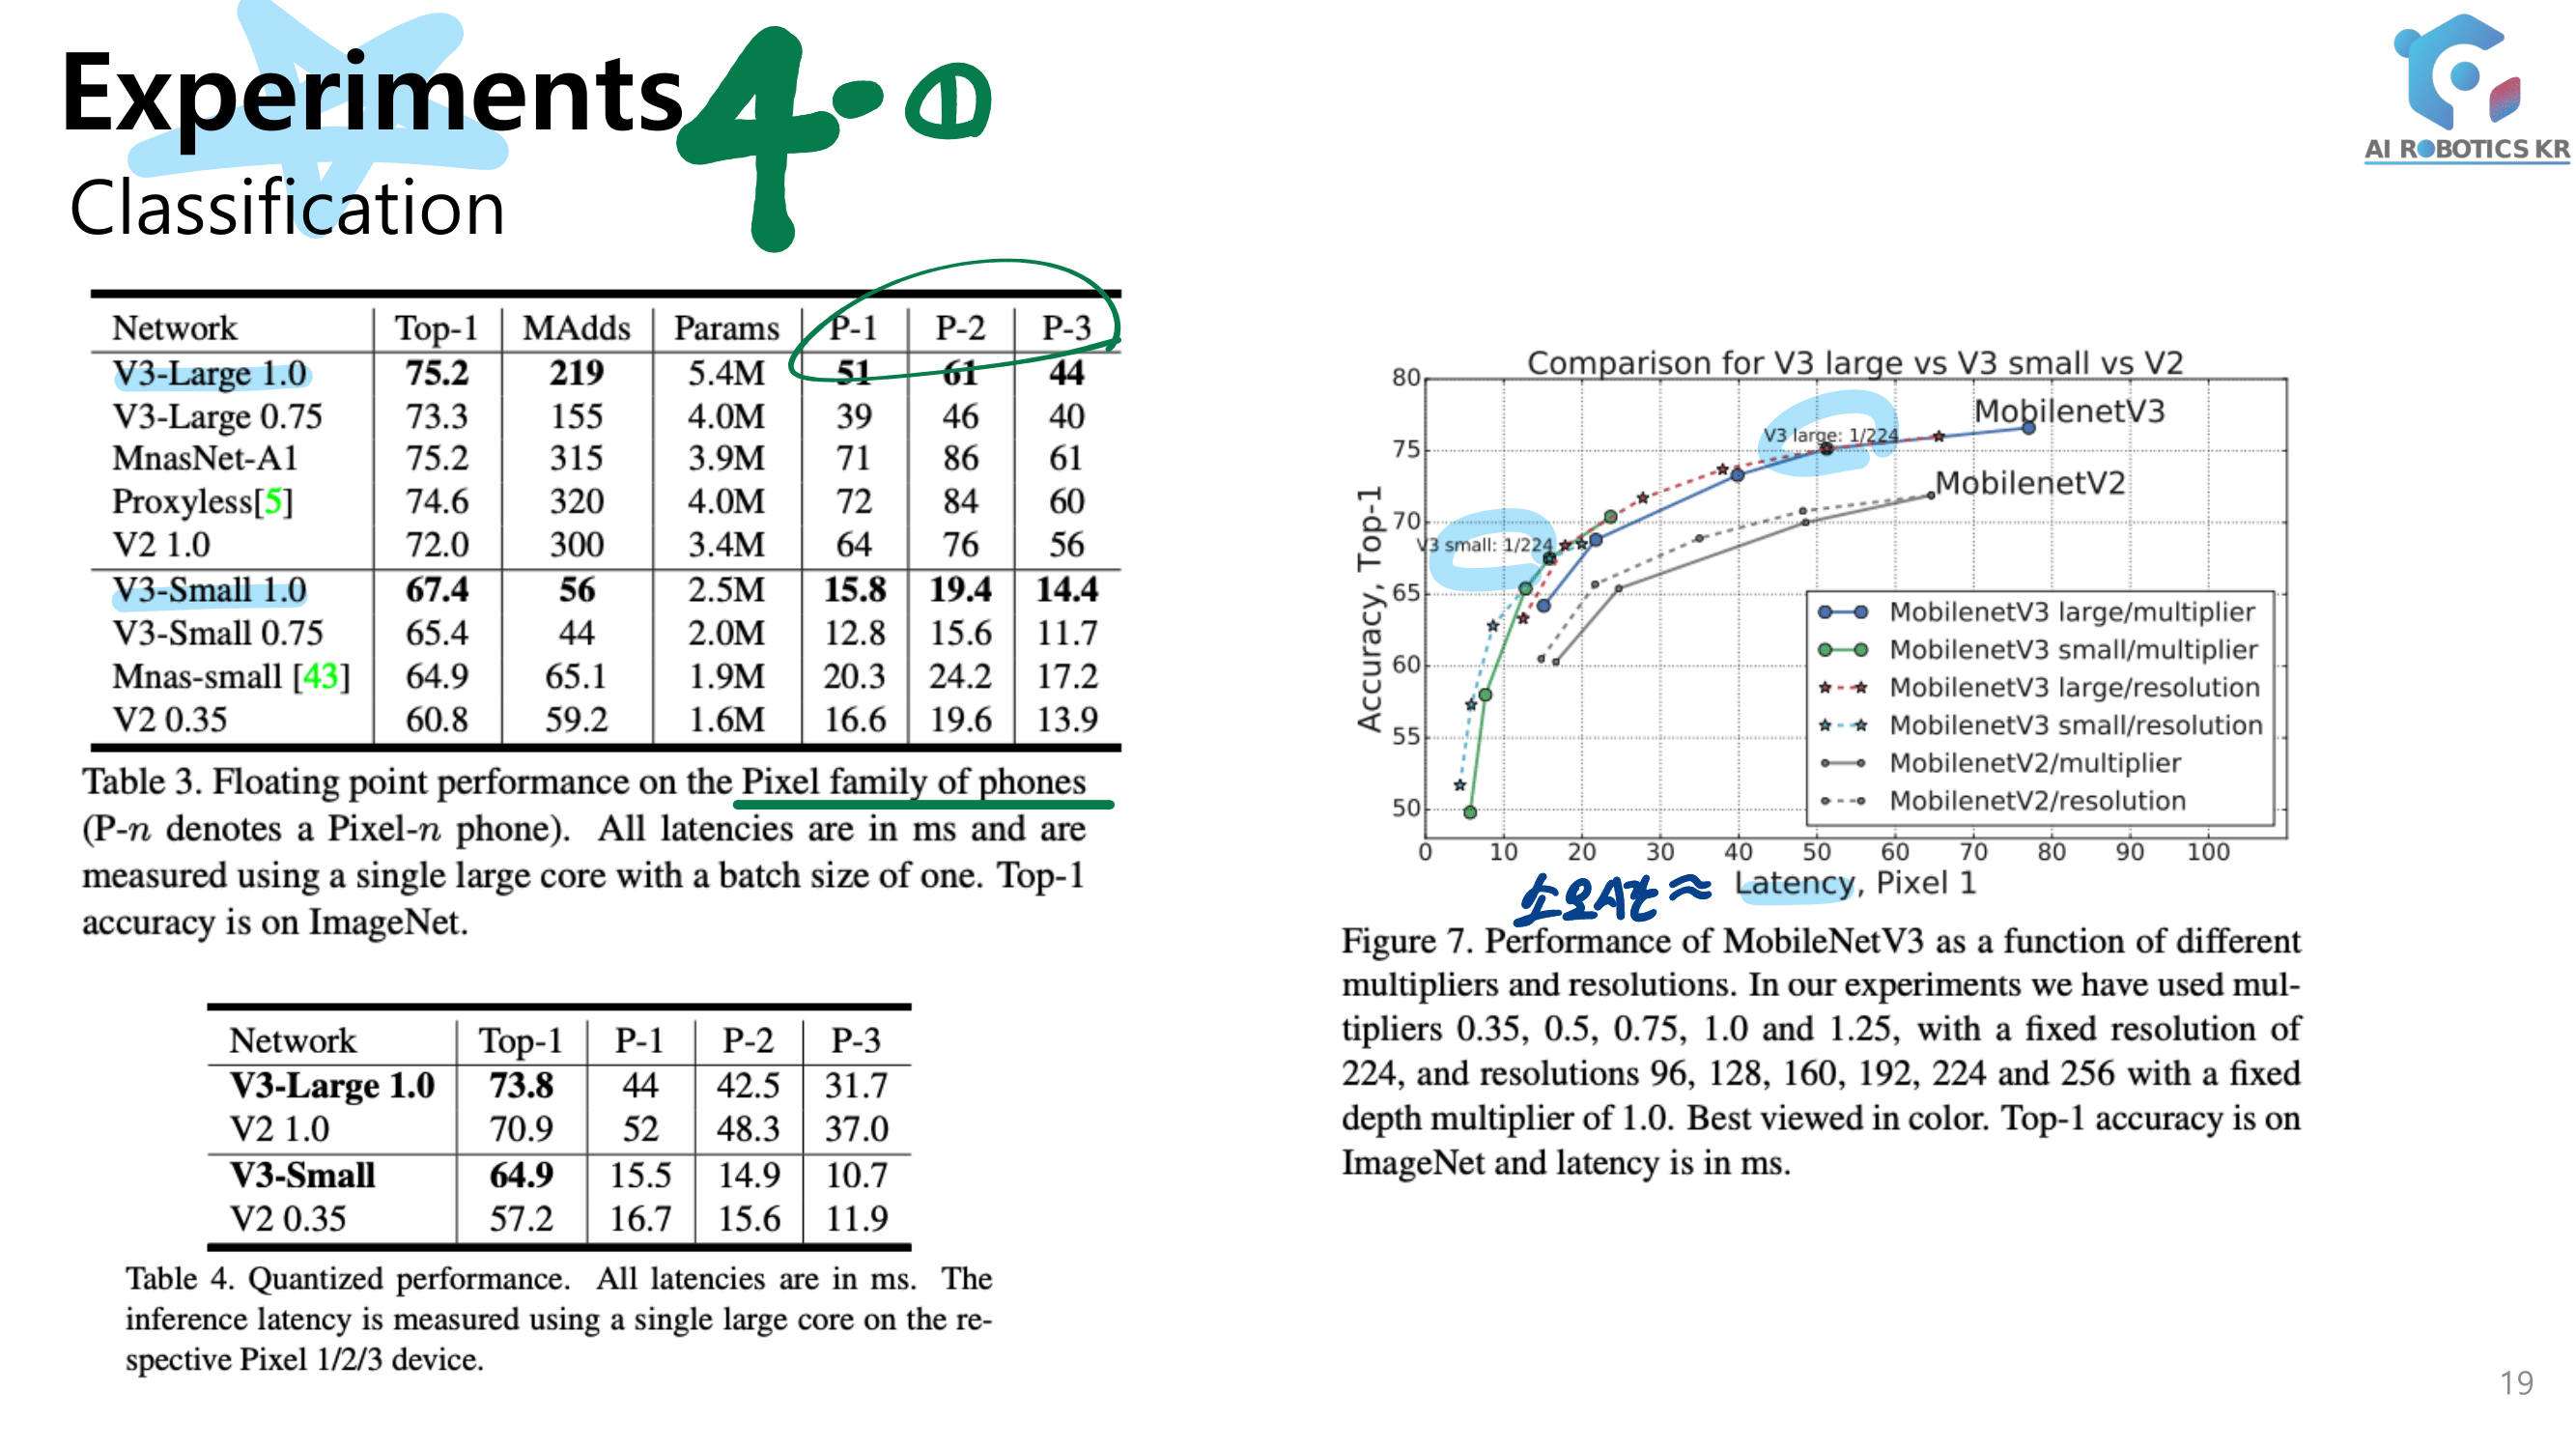 Experiments 4-①
Classification
AI ROBOTICS KR
Network Top-1 MAdds Params P-1 P-2 P-3
V3-Large 1.0 75.2 219 5.4M 51 61 44
V3-Large 0.75 73.3 155 4.0M 39 46 40
MnasNet-A1 75.2 315 3.9M 71 86 61
Proxyless[5] 74.6 320 4.0M 72 84 60
V2 1.0 72.0 300 3.4M 64 76 56
V3-Small 1.0 67.4 56 2.5M 15.8 19.4 14.4
V3-Small 0.75 65.4 44 2.0M 12.8 15.6 11.7
Mnas-small [43] 64.9 65.1 1.9M 20.3 24.2 17.2
V2 0.35 60.8 59.2 1.6M 16.6 19.6 13.9
Table 3. Floating point performance on the Pixel family of phones
(P-n denotes a Pixel-n phone). All latencies are in ms and are
measured using a single large core with a batch size of one. Top-1
accuracy is on ImageNet.
Network Top-1 P-1 P-2 P-3
V3-Large 1.0 73.8 44 42.5 31.7
V2 1.0 70.9 52 48.3 37.0
V3-Small 64.9 15.5 14.9 10.7
V2 0.35 57.2 16.7 15.6 11.9
Table 4. Quantized performance. All latencies are in ms. The
inference latency is measured using a single large core on the re-
spective Pixel 1/2/3 device.
Comparison for V3 large vs V3 small vs V2
Accuracy, Top-1
80
75
70
65
60
55
50
MobilenetV3
V3 large: 1/224
MobilenetV2
V3 small: 1/224
MobilenetV3 large/multiplier
MobilenetV3 small/multiplier
MobilenetV3 large/resolution
MobilenetV3 small/resolution
MobilenetV2/multiplier
MobilenetV2/resolution
0 10 20 30 40 50 60 70 80 90 100
소요시간 ≈ Latency, Pixel 1
Figure 7. Performance of MobileNetV3 as a function of different
multipliers and resolutions. In our experiments we have used mul-
tipliers 0.35, 0.5, 0.75, 1.0 and 1.25, with a fixed resolution of
224, and resolutions 96, 128, 160, 192, 224 and 256 with a fixed
depth multiplier of 1.0. Best viewed in color. Top-1 accuracy is on
ImageNet and latency is in ms.
19